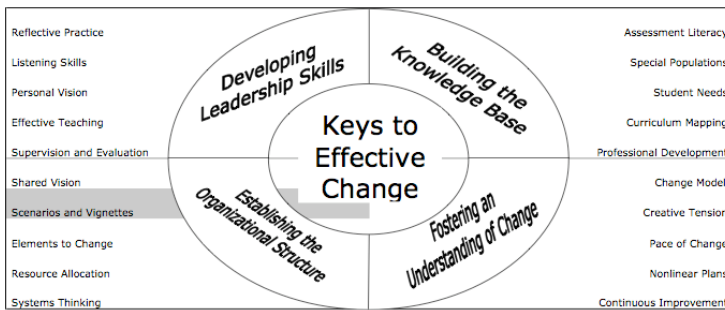 Reflective Practice
Listening Skills
Personal Vision
Effective Teaching
Supervision and Evaluation
Shared Vision
Scenarios and Vignettes
Elements to Change
Resource Allocation
Systems Thinking
Developing
Leadership Skills
Building the
Knowledge Base
Keys to
Effective
Change
Establishing the
Organizational Structure
Fostering an
Understanding of Change
Assessment Literacy
Special Populations
Student Needs
Curriculum Mapping
Professional Development
Change Model
Creative Tension
Pace of Change
Nonlinear Plans
Continuous Improvement